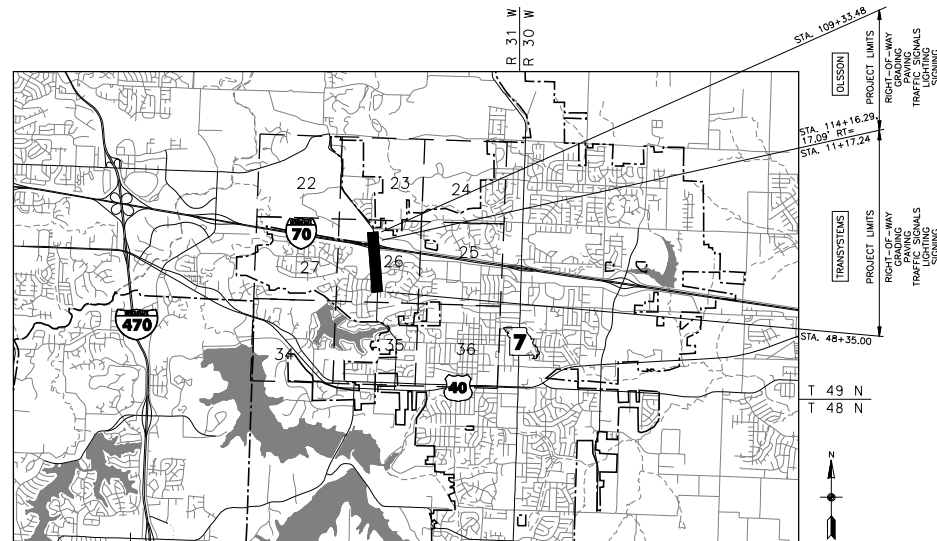 R 31 W
R 30 W
STA. 109+33.48
OLSSON
PROJECT LIMITS
RIGHT-OF-WAY
GRADING
PAVING
TRAFFIC SIGNALS
LIGHTING
SIGNING
STA. 114+16.29,
17.09' RT=
STA. 11+17.24
22
23
24
70
27
26
25
TRANSYSTEMS
PROJECT LIMITS
RIGHT-OF-WAY
GRADING
PAVING
TRAFFIC SIGNALS
LIGHTING
SIGNING
470
7
34
35
36
STA. 48+35.00
40
T 49 N
T 48 N
N